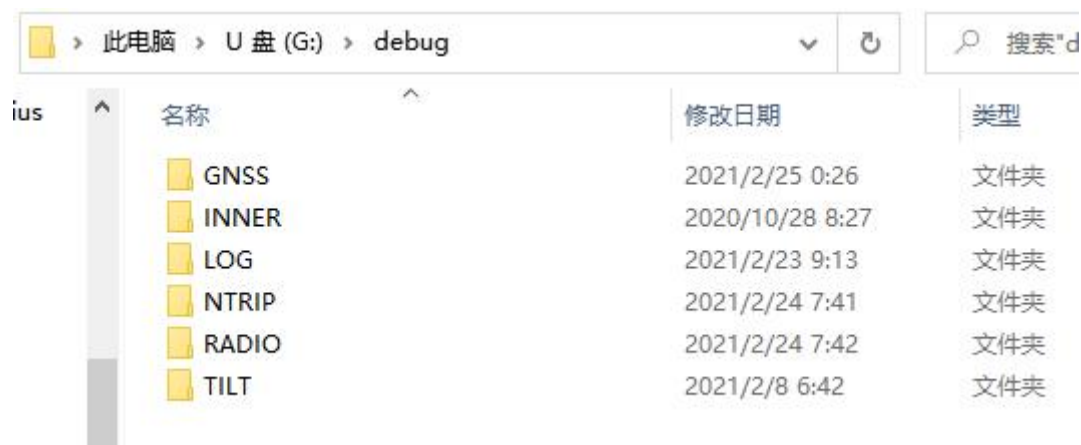 此电脑 › U 盘 (G:) › debug 搜索"d
ius 名称 修改日期 类型
GNSS 2021/2/25 0:26 文件夹
INNER 2020/10/28 8:27 文件夹
LOG 2021/2/23 9:13 文件夹
NTRIP 2021/2/24 7:41 文件夹
RADIO 2021/2/24 7:42 文件夹
TILT 2021/2/8 6:42 文件夹